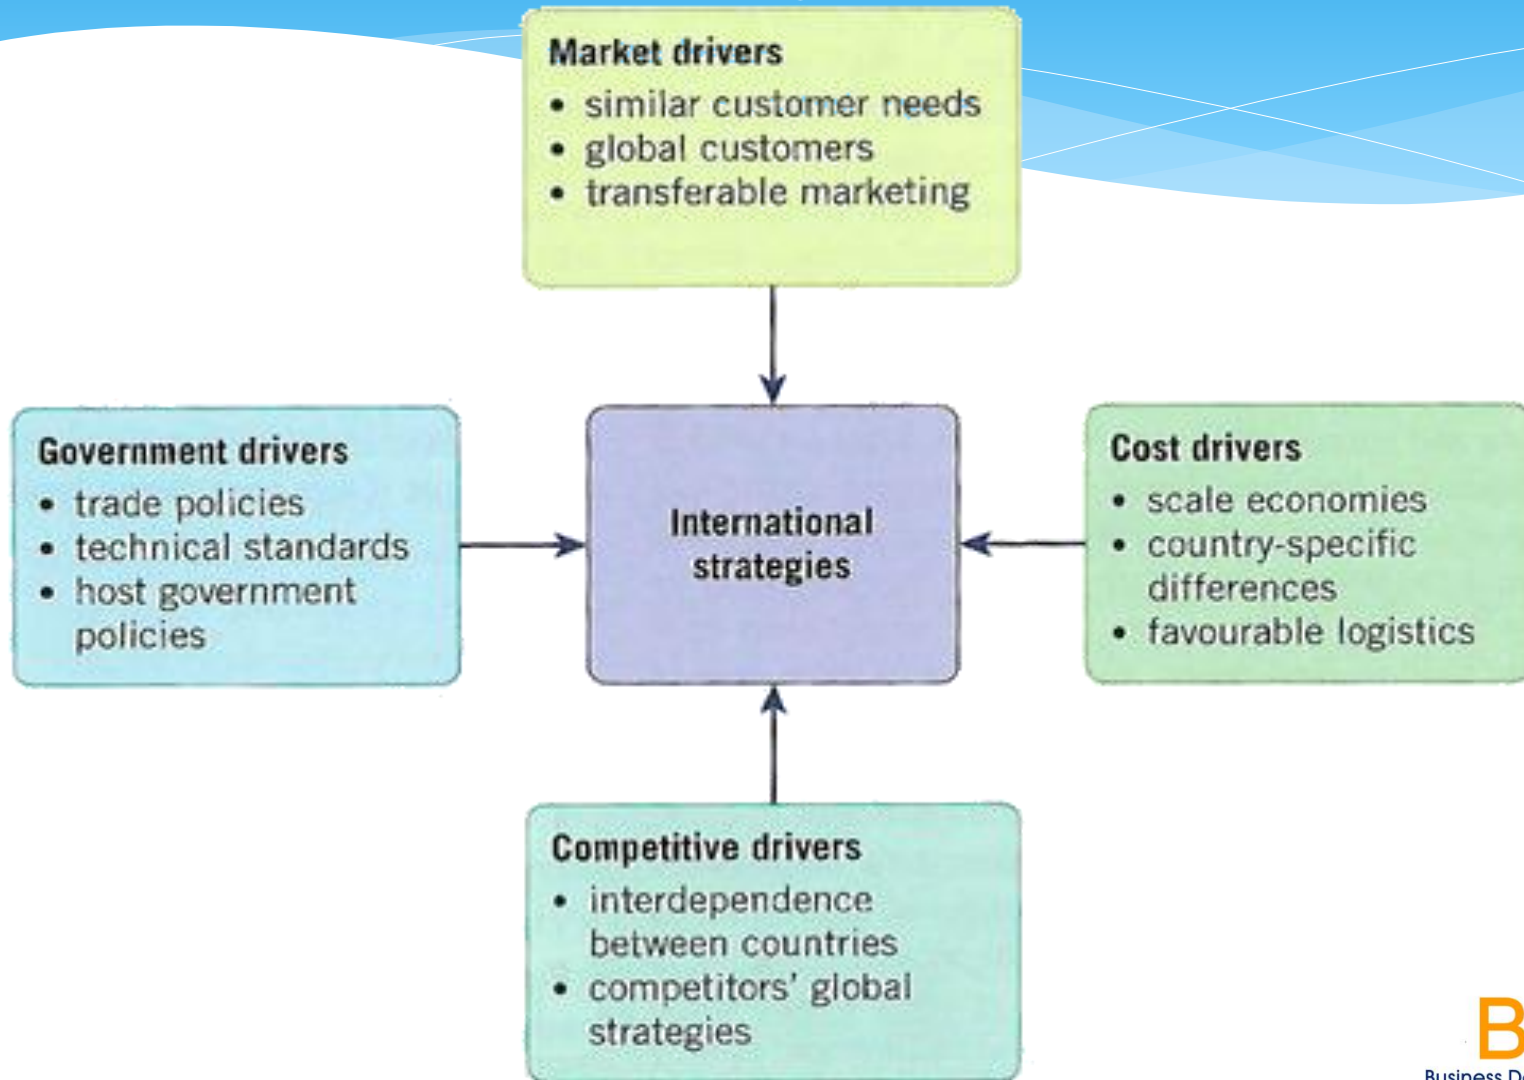 Market drivers
• similar customer needs
• global customers
• transferable marketing
Government drivers
• trade policies
• technical standards
• host government
policies
International
strategies
Cost drivers
• scale economies
• country-specific
differences
• favourable logistics
Competitive drivers
• interdependence
between countries
• competitors' global
strategies
B
Business